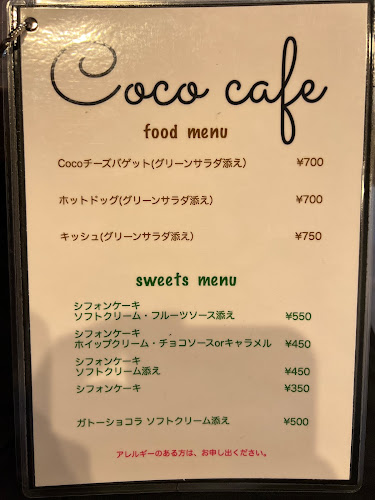 Coco cafe
food menu
Cocoチーズバゲット(グリーンサラダ添え) ¥700
ホットドッグ(グリーンサラダ添え) ¥700
キッシュ(グリーンサラダ添え) ¥750
sweets menu
シフォンケーキ
ソフトクリーム・フルーツソース添え ¥550
シフォンケーキ
ホイップクリーム・チョコソースorキャラメル ¥450
シフォンケーキ
ソフトクリーム添え ¥450
シフォンケーキ ¥350
ガトーショコラ ソフトクリーム添え ¥500
アレルギーのある方は、お申し出ください。